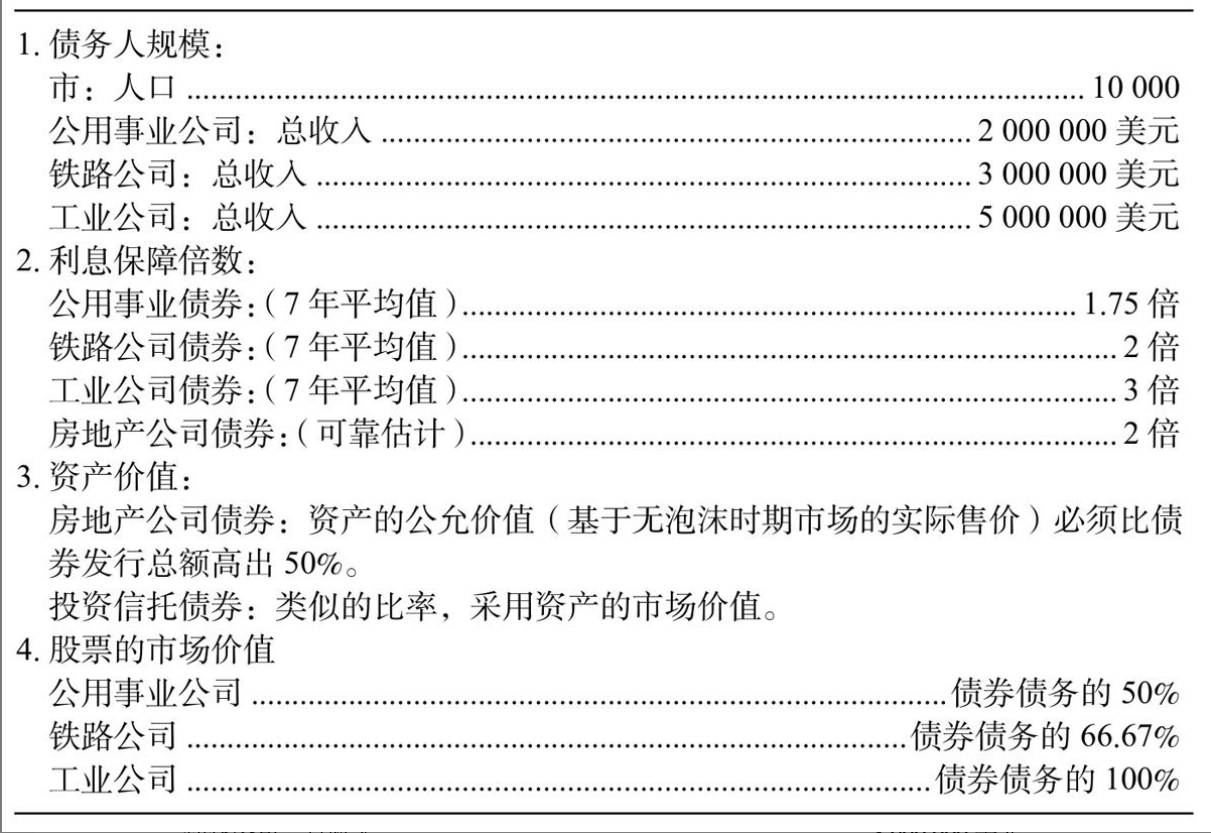 1. 债务人规模：
市：人口 ........ 10 000
公用事业公司：总收入 ........ 2 000 000 美元
铁路公司：总收入 ........ 3 000 000 美元
工业公司：总收入 ........ 5 000 000 美元
2. 利息保障倍数：
公用事业债券：（7 年平均值）........ 1.75 倍
铁路公司债券：（7 年平均值）........ 2 倍
工业公司债券：（7 年平均值）........ 3 倍
房地产公司债券：（可靠估计）........ 2 倍
3. 资产价值：
房地产公司债券：资产的公允价值（基于无泡沫时期市场的实际售价）必须比债
券发行总额高出 50%。
投资信托债券：类似的比率，采用资产的市场价值。
4. 股票的市场价值
公用事业公司 ........ 债券债务的 50%
铁路公司 ........ 债券债务的 66.67%
工业公司 ........ 债券债务的 100%